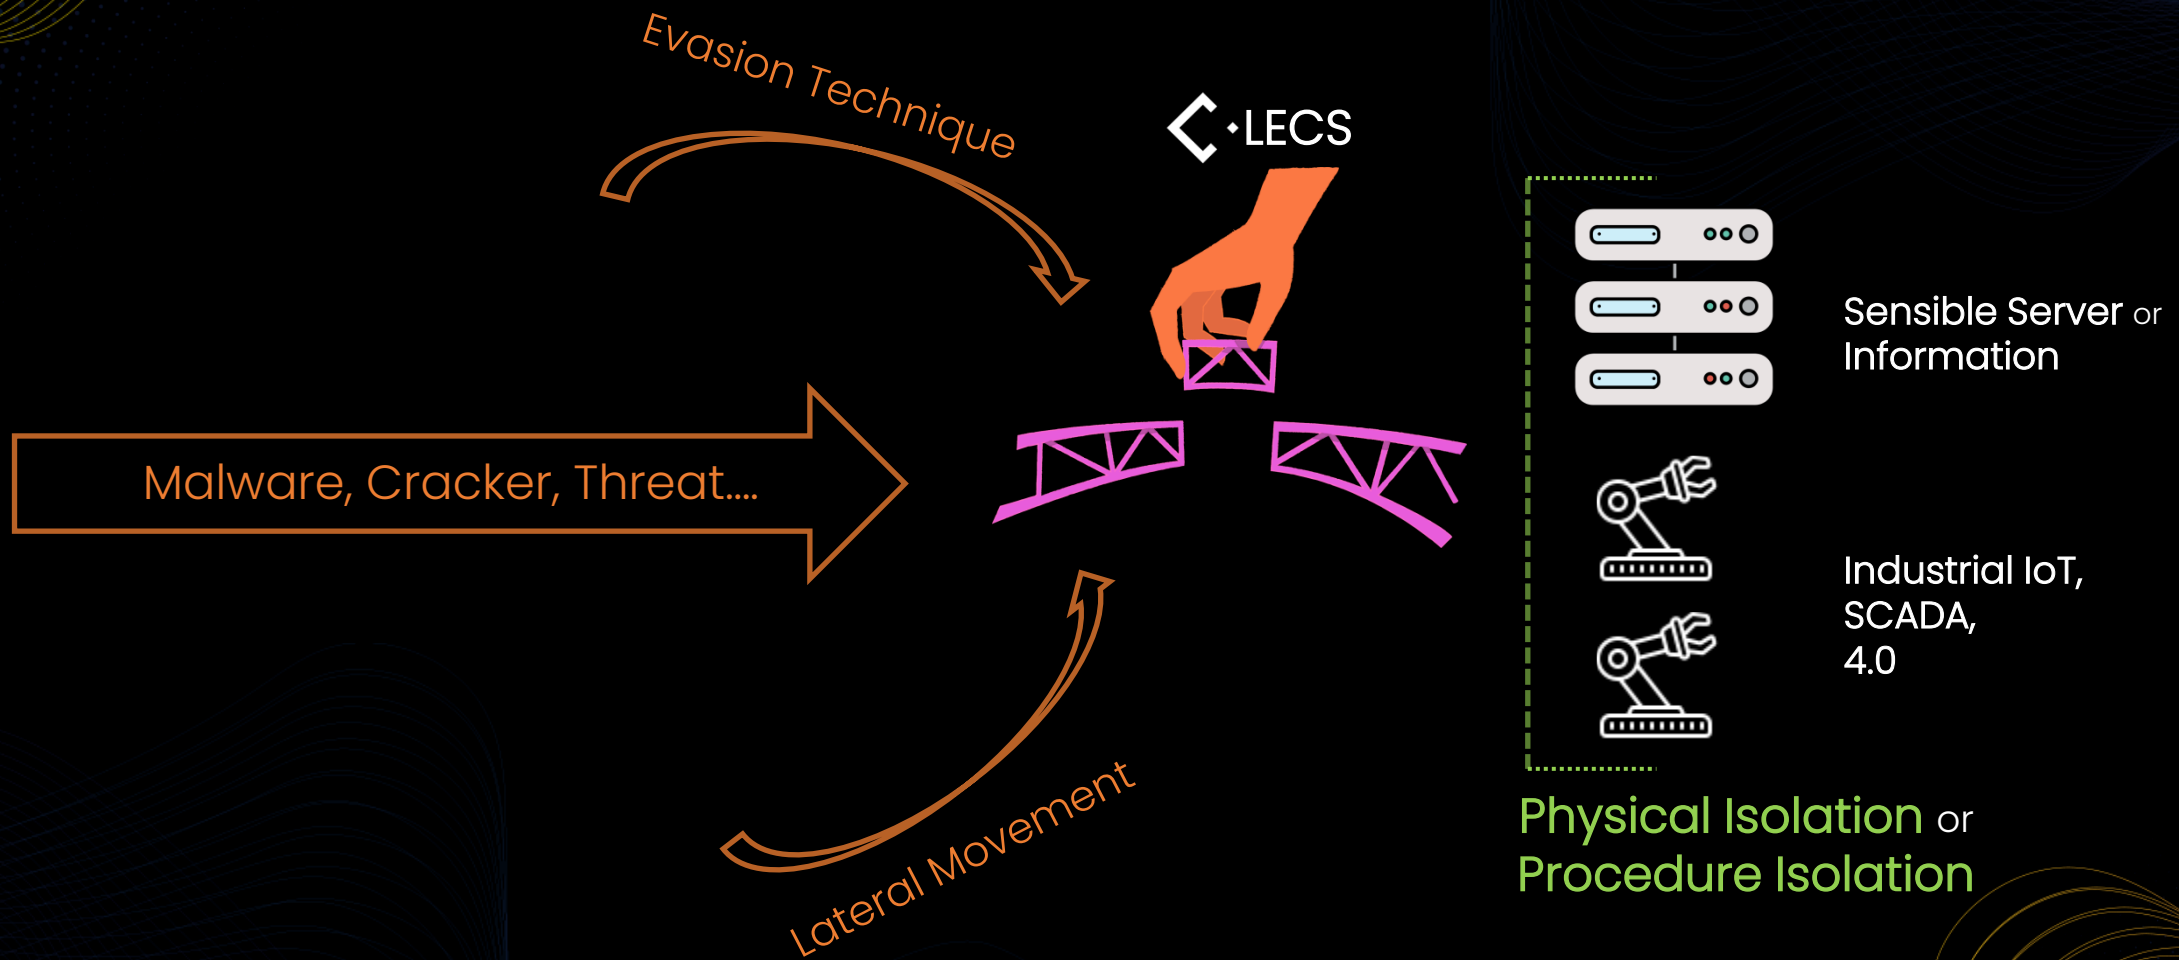 Evasion Technique
LECS
Malware, Cracker, Threat....
Lateral Movement
Sensible Server or
Information
Industrial IoT,
SCADA,
4.0
Physical Isolation or
Procedure Isolation